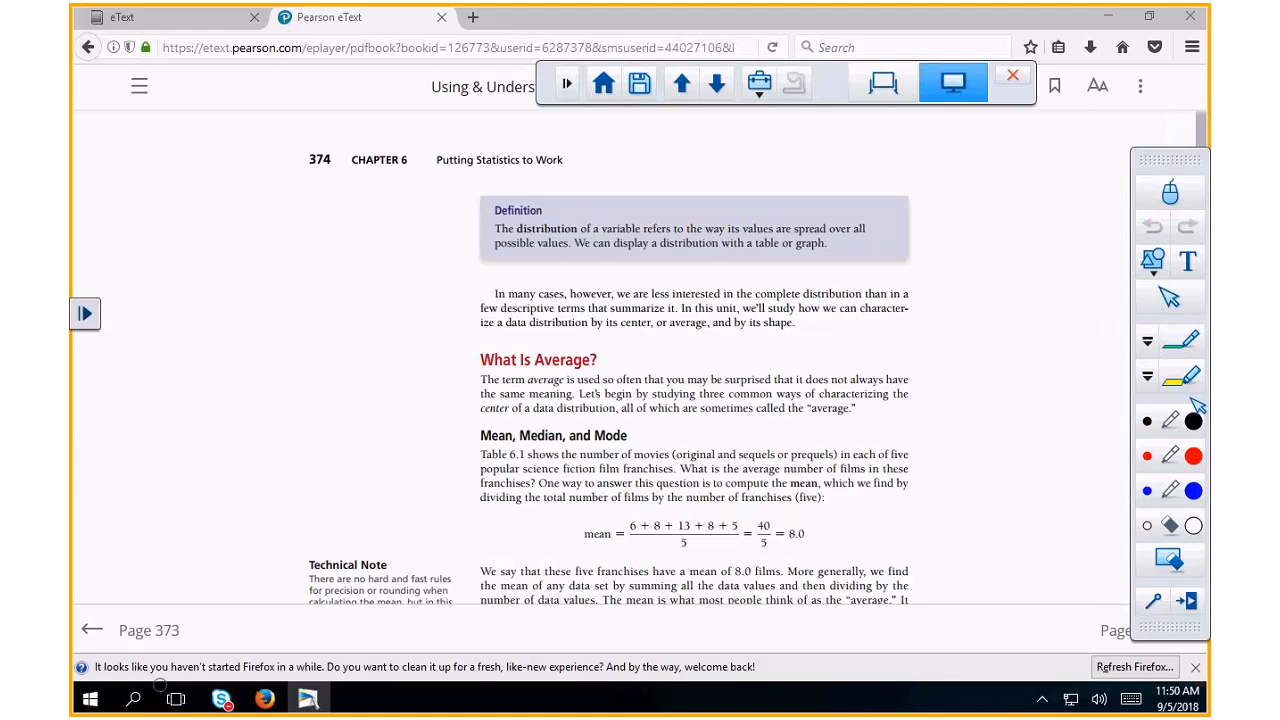 eText
Pearson eText
https://etext.pearson.com/eplayer/pdfbook?bookid=126773&userid=6287378&smsuserid=44027106&l
Search
Using & Unders
374 CHAPTER 6 Putting Statistics to Work
Definition
The distribution of a variable refers to the way its values are spread over all
possible values. We can display a distribution with a table or graph.
In many cases, however, we are less interested in the complete distribution than in a
few descriptive terms that summarize it. In this unit, we'll study how we can character-
ize a data distribution by its center, or average, and by its shape.
What Is Average?
The term average is used so often that you may be surprised that it does not always have
the same meaning. Let's begin by studying three common ways of characterizing the
center of a data distribution, all of which are sometimes called the “average.”
Mean, Median, and Mode
Table 6.1 shows the number of movies (original and sequels or prequels) in each of five
popular science fiction film franchises. What is the average number of films in these
franchises? One way to answer this question is to compute the mean, which we find by
dividing the total number of films by the number of franchises (five):
mean = (6 + 8 + 13 + 8 + 5)/5 = 40/5 = 8.0
Technical Note
There are no hard and fast rules
for precision or rounding when
calculating the mean, but in this
We say that these five franchises have a mean of 8.0 films. More generally, we find
the mean of any data set by summing all the data values and then dividing by the
number of data values. The mean is what most people think of as the “average.” It
Page 373
Page
It looks like you haven't started Firefox in a while. Do you want to clean it up for a fresh, like-new experience? And by the way, welcome back!
Refresh Firefox...
11:50 AM
9/5/2018